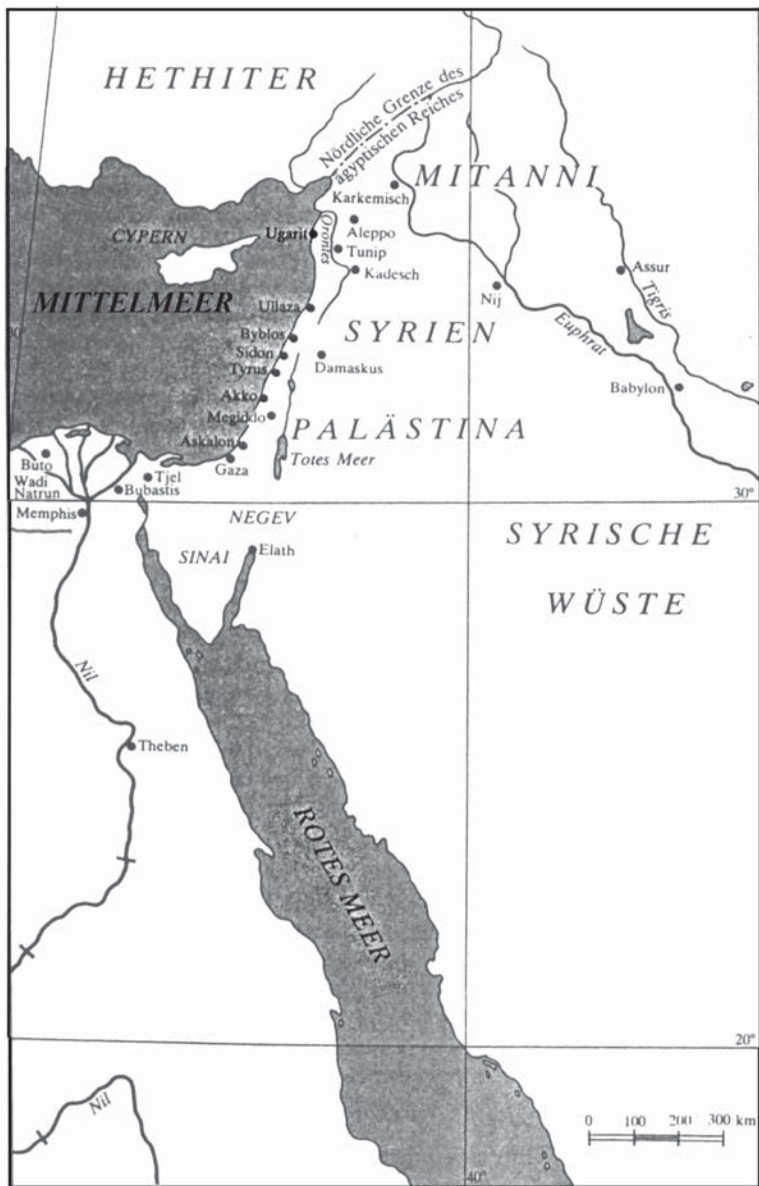 HETHITER
Nördliche Grenze des
ägyptischen Reiches
MITANNI
Karkemisch
Ugarit
Orontes
Aleppo
CYPERN
Tunip
Kadesch
Assur
MITTELMEER
Nij
Tigris
Ullaza
SYRIEN
Euphrat
Byblos
Sidon
Damaskus
Tyrus
Babylon
Akko
Megiddo
PALÄSTINA
Askalon
Buto
Gaza
Totes Meer
Tjel
Wadi
Natrun
Bubastis
30°
Memphis
NEGEV
SYRISCHE
SINAI
Elath
WÜSTE
Nil
Theben
ROTES MEER
20°
Nil
0 100 200 300 km
40°